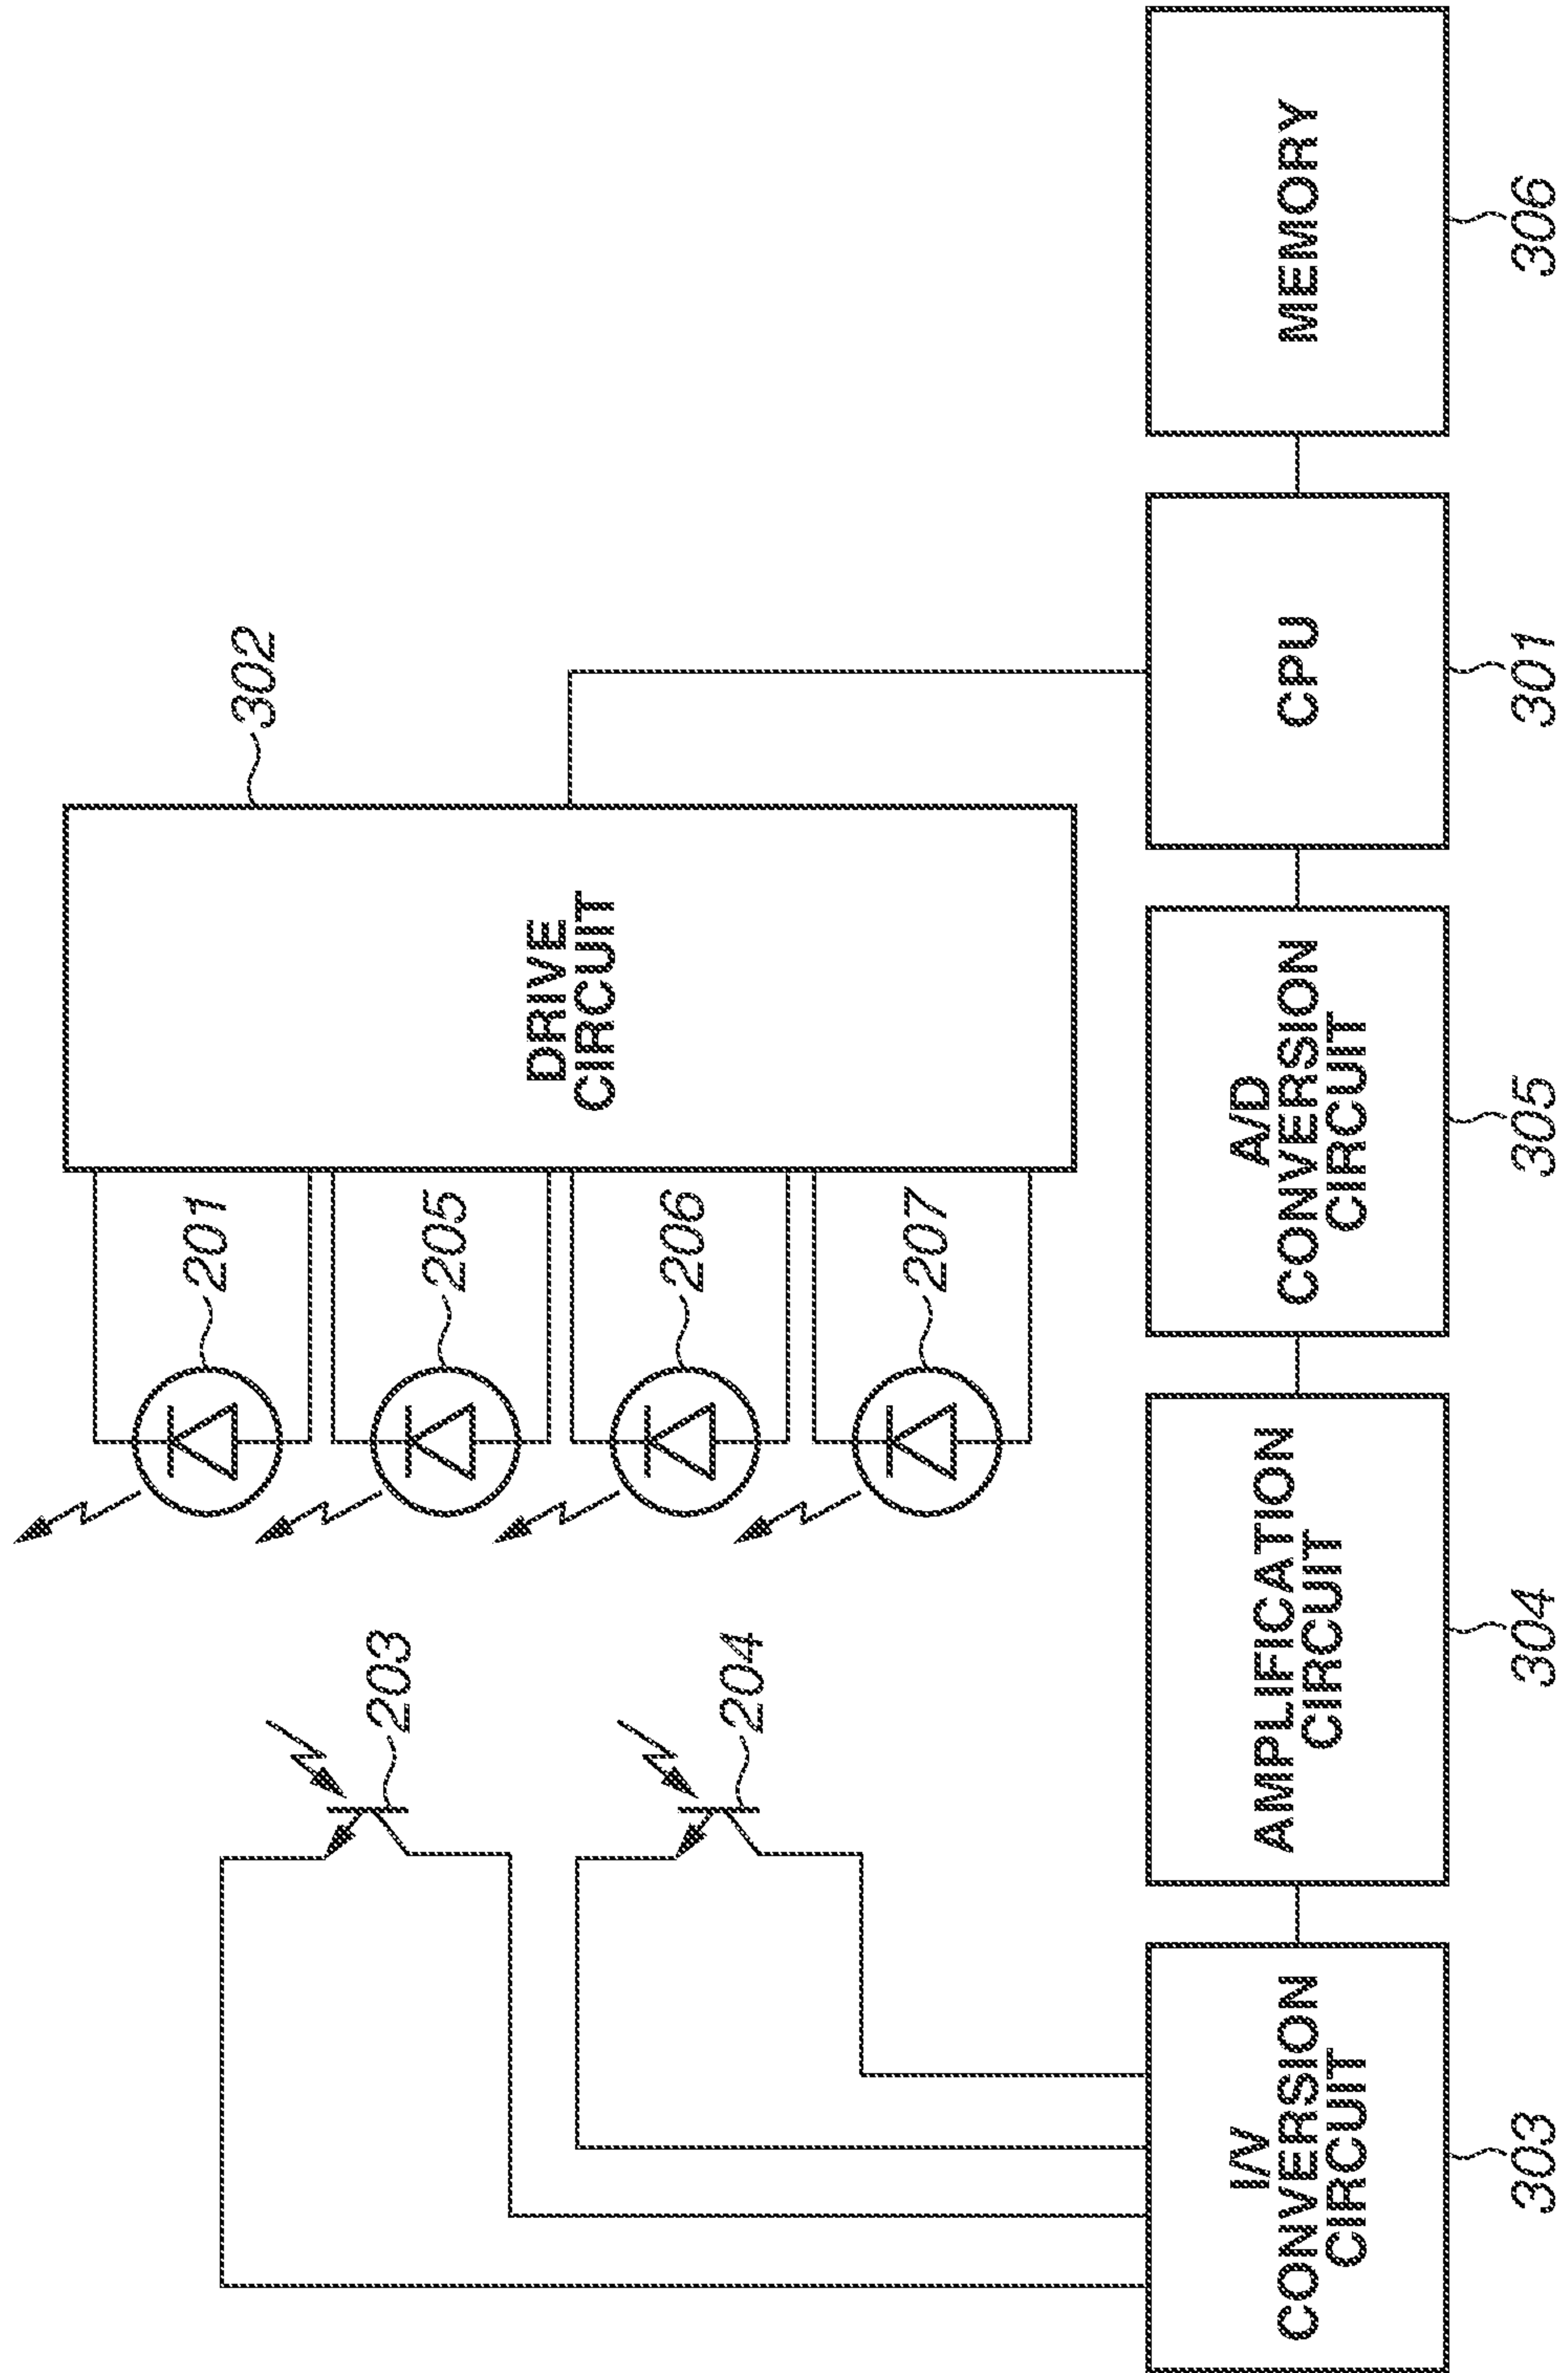 302
DRIVE
CIRCUIT
201
205
206
207
203
204
I/V
CONVERSION
CIRCUIT
303
AMPLIFICATION
CIRCUIT
304
A/D
CONVERSION
CIRCUIT
305
CPU
301
MEMORY
306